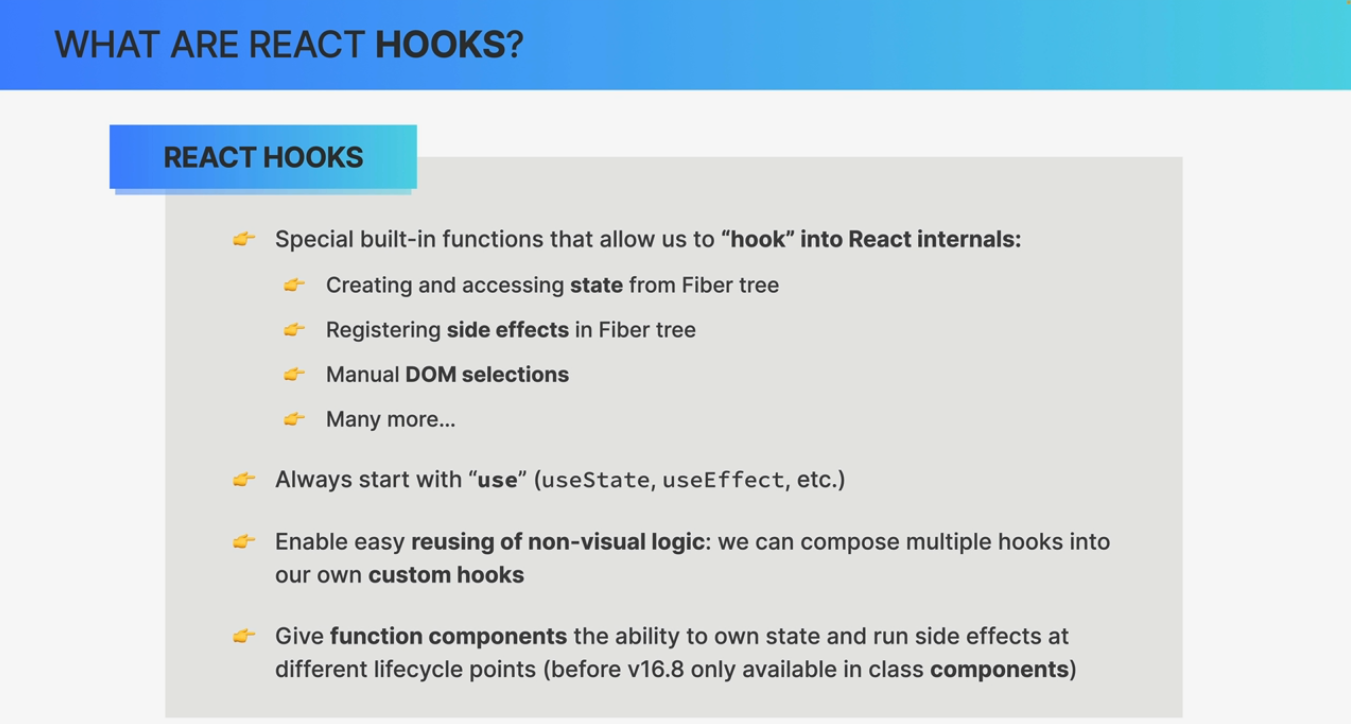 WHAT ARE REACT HOOKS?
REACT HOOKS
👉 Special built-in functions that allow us to “hook” into React internals:
👉 Creating and accessing state from Fiber tree
👉 Registering side effects in Fiber tree
👉 Manual DOM selections
👉 Many more…
👉 Always start with “use” (useState, useEffect, etc.)
👉 Enable easy reusing of non-visual logic: we can compose multiple hooks into
our own custom hooks
👉 Give function components the ability to own state and run side effects at
different lifecycle points (before v16.8 only available in class components)